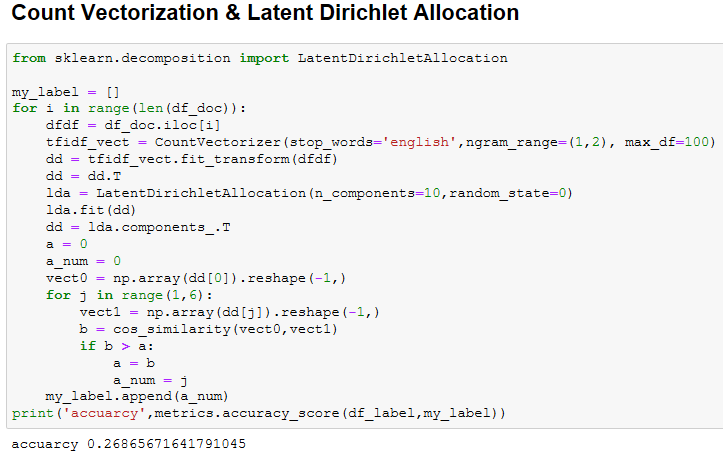 Count Vectorization & Latent Dirichlet Allocation
from sklearn.decomposition import LatentDirichletAllocation
my_label = []
for i in range(len(df_doc)):
    dfdf = df_doc.iloc[i]
    tfidf_vect = CountVectorizer(stop_words='english',ngram_range=(1,2), max_df=100)
    dd = tfidf_vect.fit_transform(dfdf)
    dd = dd.T
    lda = LatentDirichletAllocation(n_components=10,random_state=0)
    lda.fit(dd)
    dd = lda.components_.T
    a = 0
    a_num = 0
    vect0 = np.array(dd[0]).reshape(-1,)
    for j in range(1,6):
        vect1 = np.array(dd[j]).reshape(-1,)
        b = cos_similarity(vect0,vect1)
        if b > a:
            a = b
            a_num = j
    my_label.append(a_num)
print('accuarcy',metrics.accuracy_score(df_label,my_label))
accuarcy 0.26865671641791045